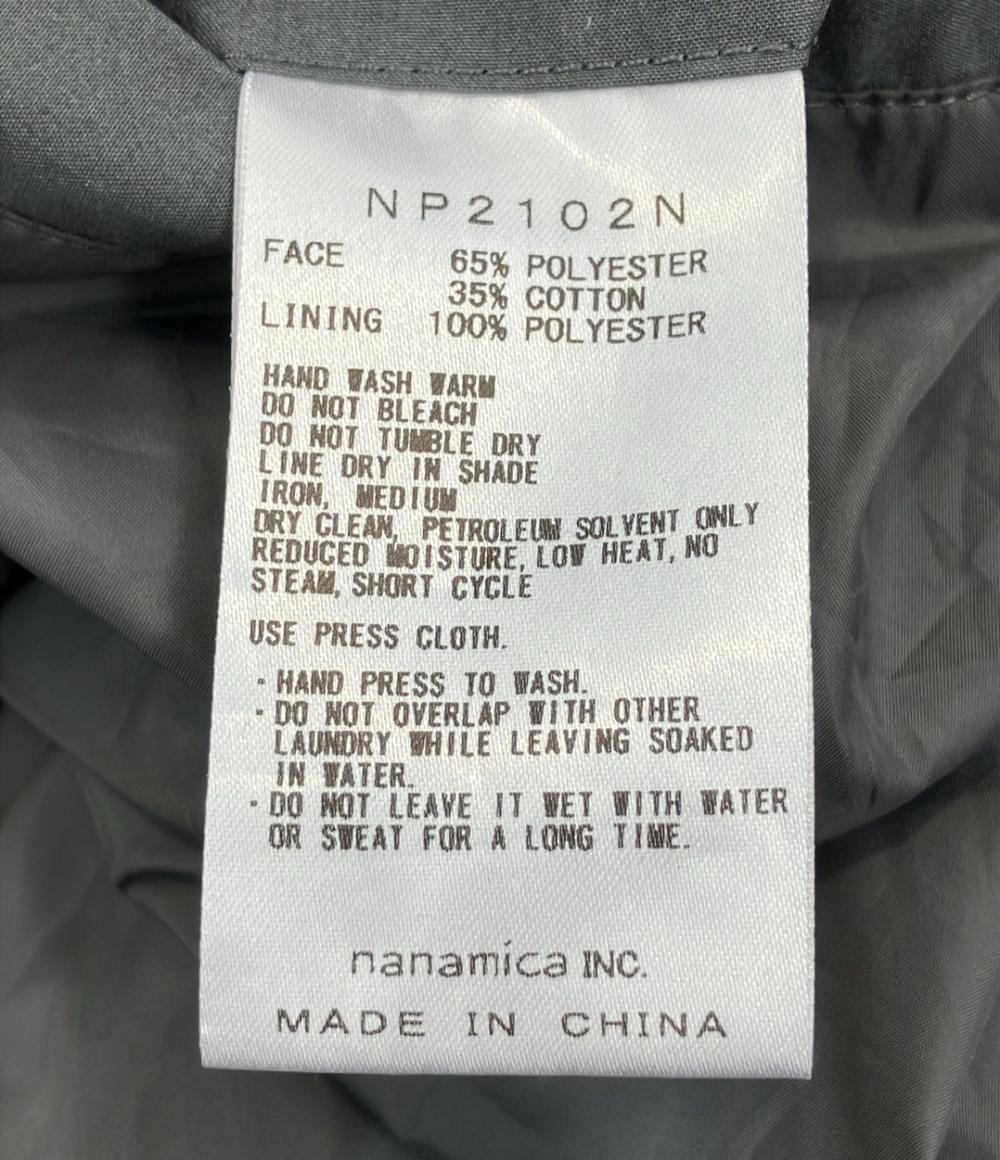 NP2102N
FACE 65% POLYESTER
35% COTTON
LINING 100% POLYESTER
HAND WASH WARM
DO NOT BLEACH
DO NOT TUMBLE DRY
LINE DRY IN SHADE
IRON, MEDIUM
DRY CLEAN, PETROLEUM SOLVENT ONLY
REDUCED MOISTURE, LOW HEAT, NO
STEAM, SHORT CYCLE
USE PRESS CLOTH.
・HAND PRESS TO WASH.
・DO NOT OVERLAP WITH OTHER
LAUNDRY WHILE LEAVING SOAKED
IN WATER.
・DO NOT LEAVE IT WET WITH WATER
OR SWEAT FOR A LONG TIME.
nanamica INC.
MADE IN CHINA